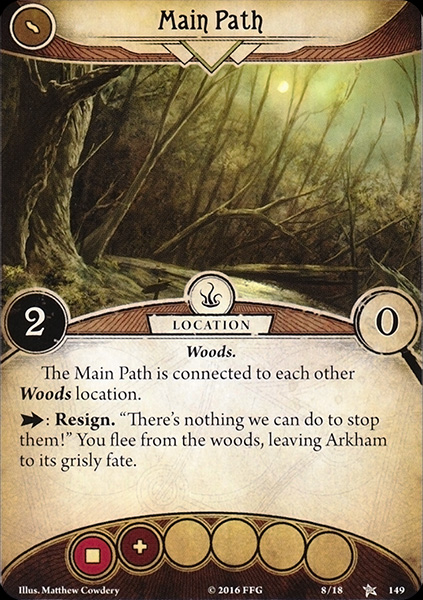 Main Path
2
LOCATION
0
Woods.
The Main Path is connected to each other
Woods location.
: Resign. “There’s nothing we can do to stop
them!” You flee from the woods, leaving Arkham
to its grisly fate.
Illus. Matthew Cowdery © 2016 FFG 8/18 149